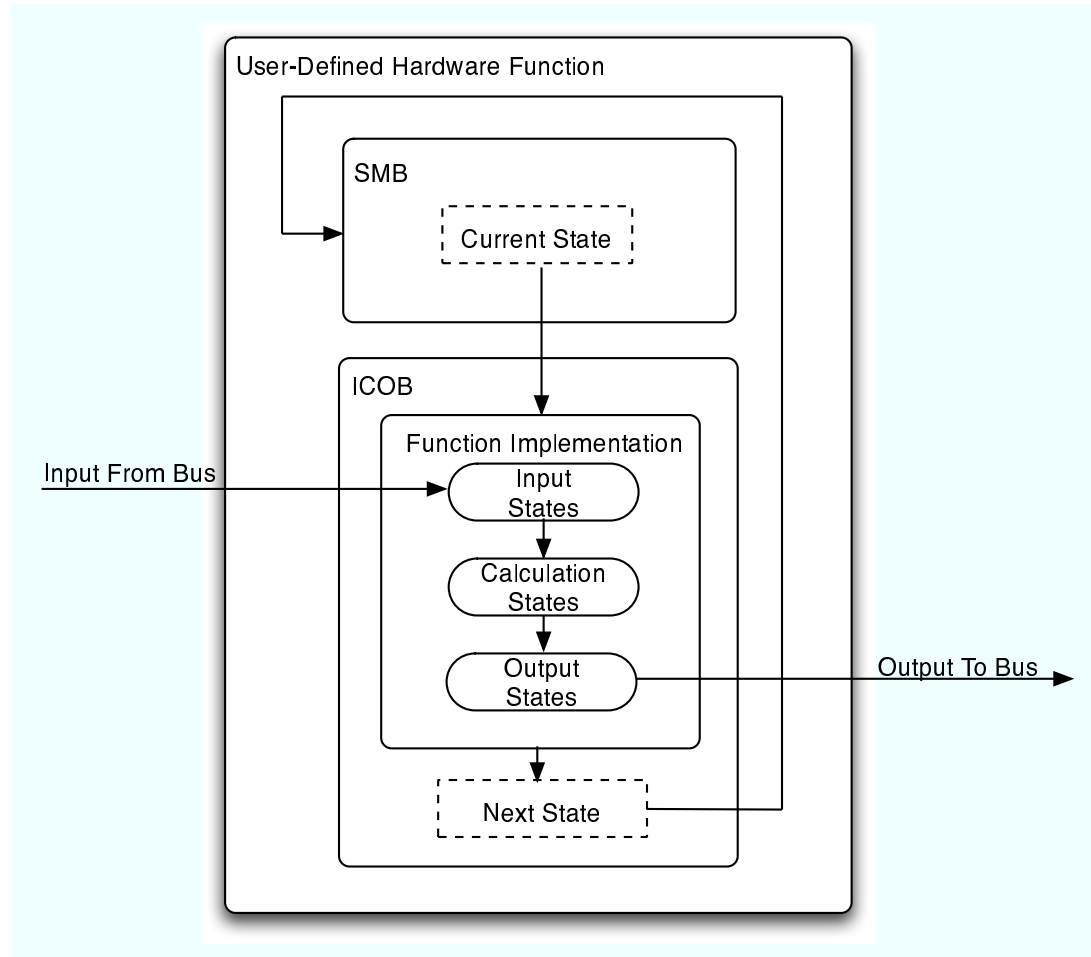 User-Defined Hardware Function
SMB
Current State
ICOB
Function Implementation
Input From Bus
Input
States
Calculation
States
Output
States
Output To Bus
Next State